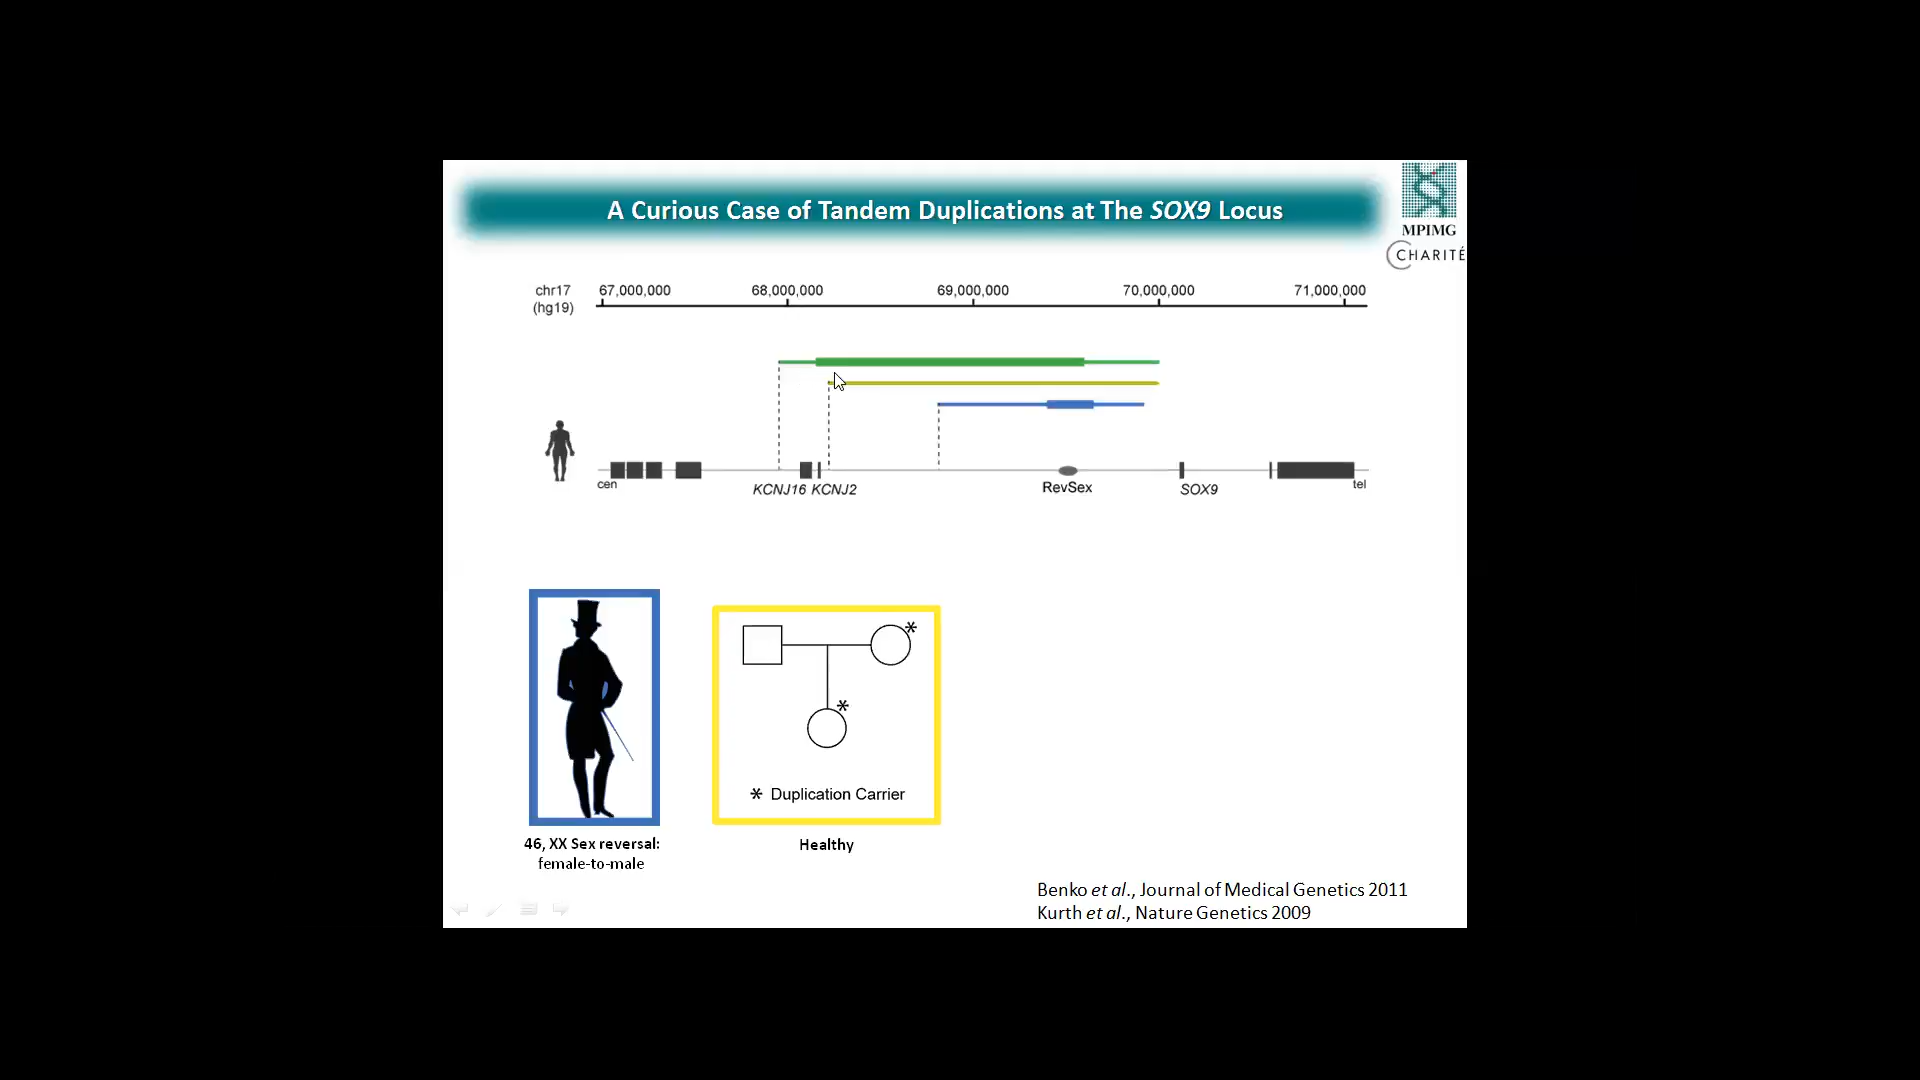 A Curious Case of Tandem Duplications at The SOX9 Locus
MPIMG
CHARITÉ
chr17
(hg19)
67,000,000 68,000,000 69,000,000 70,000,000 71,000,000
cen
tel
KCNJ16 KCNJ2 RevSex SOX9
* *
* Duplication Carrier
46, XX Sex reversal:
female-to-male
Healthy
Benko et al., Journal of Medical Genetics 2011
Kurth et al., Nature Genetics 2009